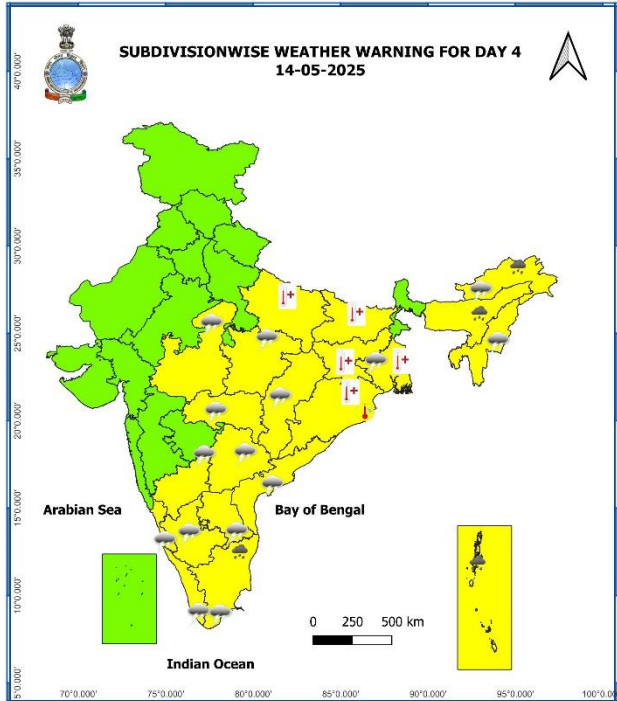 SUBDIVISIONWISE WEATHER WARNING FOR DAY 4
14-05-2025
40°0.000'
35°0.000'
30°0.000'
25°0.000'
20°0.000'
15°0.000'
10°0.000'
5°0.000'
Arabian Sea
Bay of Bengal
0 250 500 km
Indian Ocean
70°0.000' 75°0.000' 80°0.000' 85°0.000' 90°0.000' 95°0.000' 100°0.0